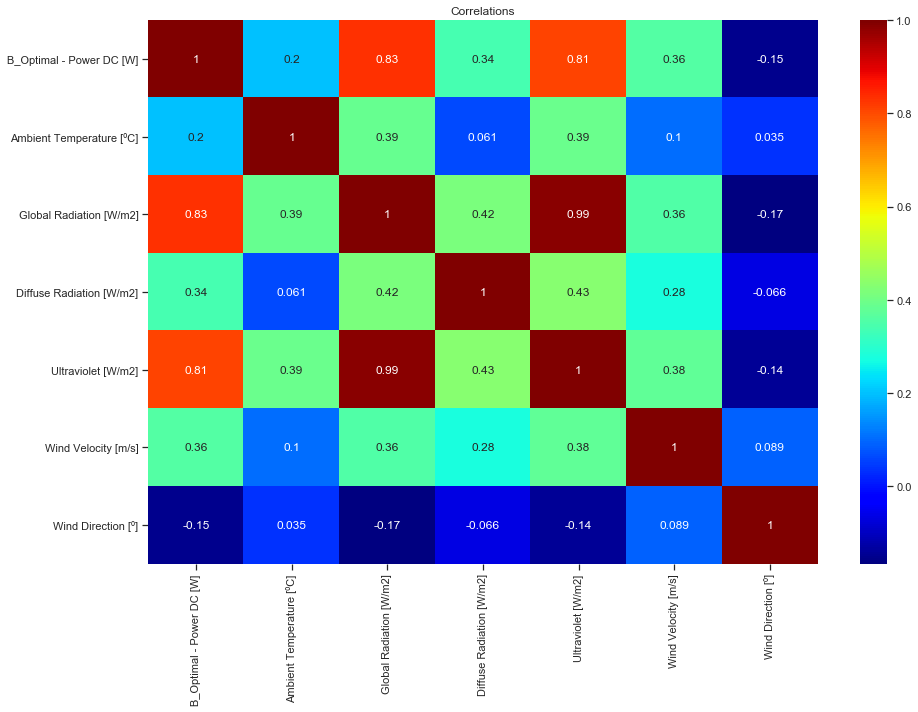 Correlations
B_Optimal - Power DC [W]
1 0.2 0.83 0.34 0.81 0.36 -0.15
Ambient Temperature [ºC]
0.2 1 0.39 0.061 0.39 0.1 0.035
Global Radiation [W/m2]
0.83 0.39 1 0.42 0.99 0.36 -0.17
Diffuse Radiation [W/m2]
0.34 0.061 0.42 1 0.43 0.28 -0.066
Ultraviolet [W/m2]
0.81 0.39 0.99 0.43 1 0.38 -0.14
Wind Velocity [m/s]
0.36 0.1 0.36 0.28 0.38 1 0.089
Wind Direction [º]
-0.15 0.035 -0.17 -0.066 -0.14 0.089 1
B_Optimal - Power DC [W]
Ambient Temperature [ºC]
Global Radiation [W/m2]
Diffuse Radiation [W/m2]
Ultraviolet [W/m2]
Wind Velocity [m/s]
Wind Direction [º]
1.0
0.8
0.6
0.4
0.2
0.0